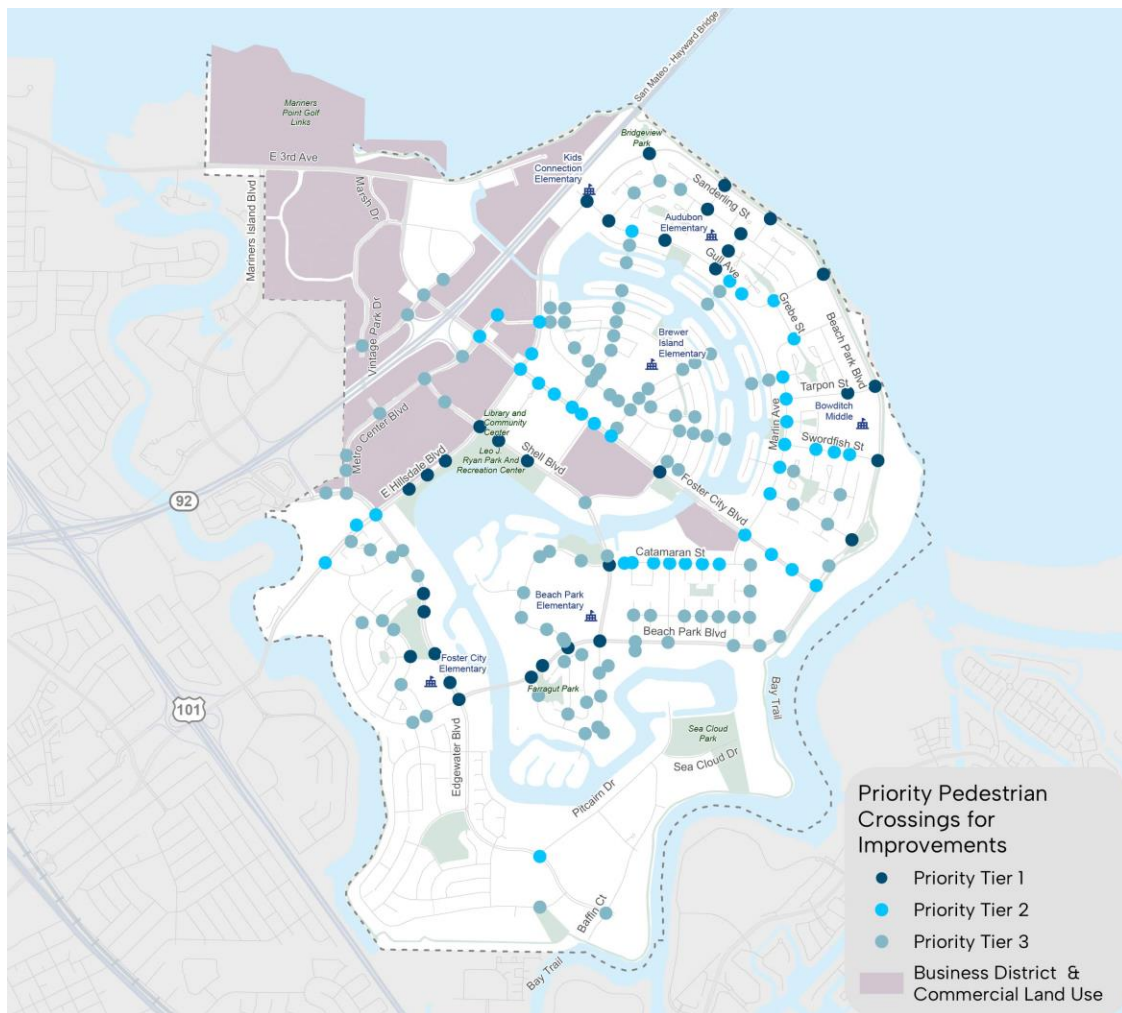 San Mateo - Hayward Bridge
Mariners
Point Golf
Links
Bridgeview
Park
E 3rd Ave
Kids
Connection
Elementary
Mariners Island Blvd
Marsh Dr
Sanderling St
Audubon
Elementary
Gull Ave
Grebe St
Beach Park Blvd
Vintage Park Dr
Brewer
Island
Elementary
Tarpon St
Bowditch
Middle
Marlin Ave
Swordfish St
Metro Center Blvd
Library and
Community
Center
Leo J.
Ryan Park And
Recreation Center
Shell Blvd
E Hillsdale Blvd
92
Foster City Blvd
Catamaran St
Beach Park
Elementary
Beach Park Blvd
Foster City
Elementary
Farragut Park
Bay Trail
101
Edgewater Blvd
Sea Cloud
Park
Sea Cloud Dr
Pitcairn Dr
Baffin Ct
Bay Trail
Priority Pedestrian
Crossings for
Improvements
Priority Tier 1
Priority Tier 2
Priority Tier 3
Business District &
Commercial Land Use